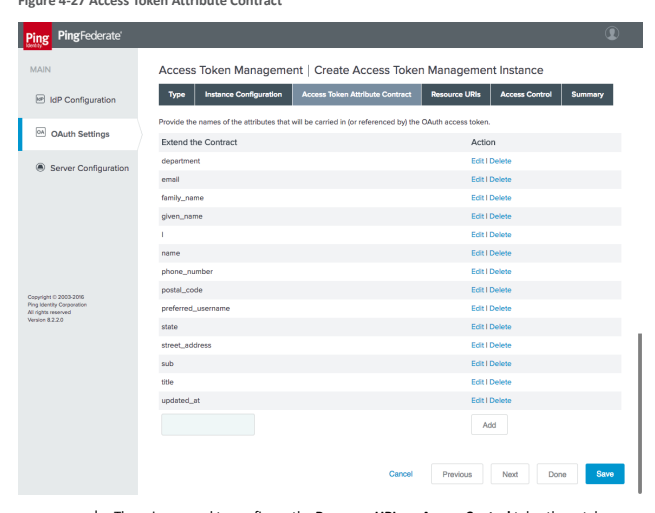 Figure 4-27 Access Token Attribute Contract
Ping
Identity
PingFederate®
MAIN
IdP Configuration
OAuth Settings
Server Configuration
Copyright © 2003-2016
Ping Identity Corporation
All rights reserved
Version 8.2.2.0
Access Token Management | Create Access Token Management Instance
Type Instance Configuration Access Token Attribute Contract Resource URIs Access Control Summary
Provide the names of the attributes that will be carried in (or referenced by) the OAuth access token.
Extend the Contract Action
department Edit | Delete
email Edit | Delete
family_name Edit | Delete
given_name Edit | Delete
l Edit | Delete
name Edit | Delete
phone_number Edit | Delete
postal_code Edit | Delete
preferred_username Edit | Delete
state Edit | Delete
street_address Edit | Delete
sub Edit | Delete
title Edit | Delete
updated_at Edit | Delete
Add
Cancel Previous Next Done Save